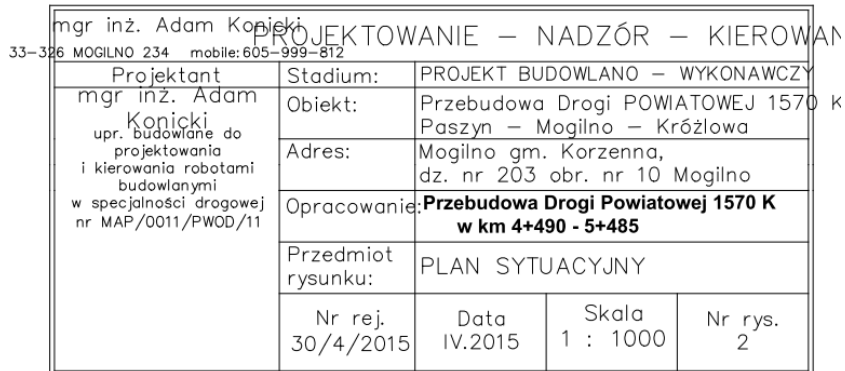 mgr inż. Adam Konicki
PROJEKTOWANIE – NADZÓR – KIEROWAN
33-326 MOGILNO 234 mobile: 605-999-812
Projektant
mgr inż. Adam
Konicki
upr. budowlane do
projektowania
i kierowania robotami
budowlanymi
w specjalności drogowej
nr MAP/0011/PWOD/11
Stadium:
PROJEKT BUDOWLANO – WYKONAWCZY
Obiekt:
Przebudowa Drogi POWIATOWEJ 1570 K
Paszyn – Mogilno – Króżlowa
Adres:
Mogilno gm. Korzenna,
dz. nr 203 obr. nr 10 Mogilno
Opracowanie:
Przebudowa Drogi Powiatowej 1570 K
w km 4+490 - 5+485
Przedmiot
rysunku:
PLAN SYTUACYJNY
Nr rej.
30/4/2015
Data
IV.2015
Skala
1 : 1000
Nr rys.
2